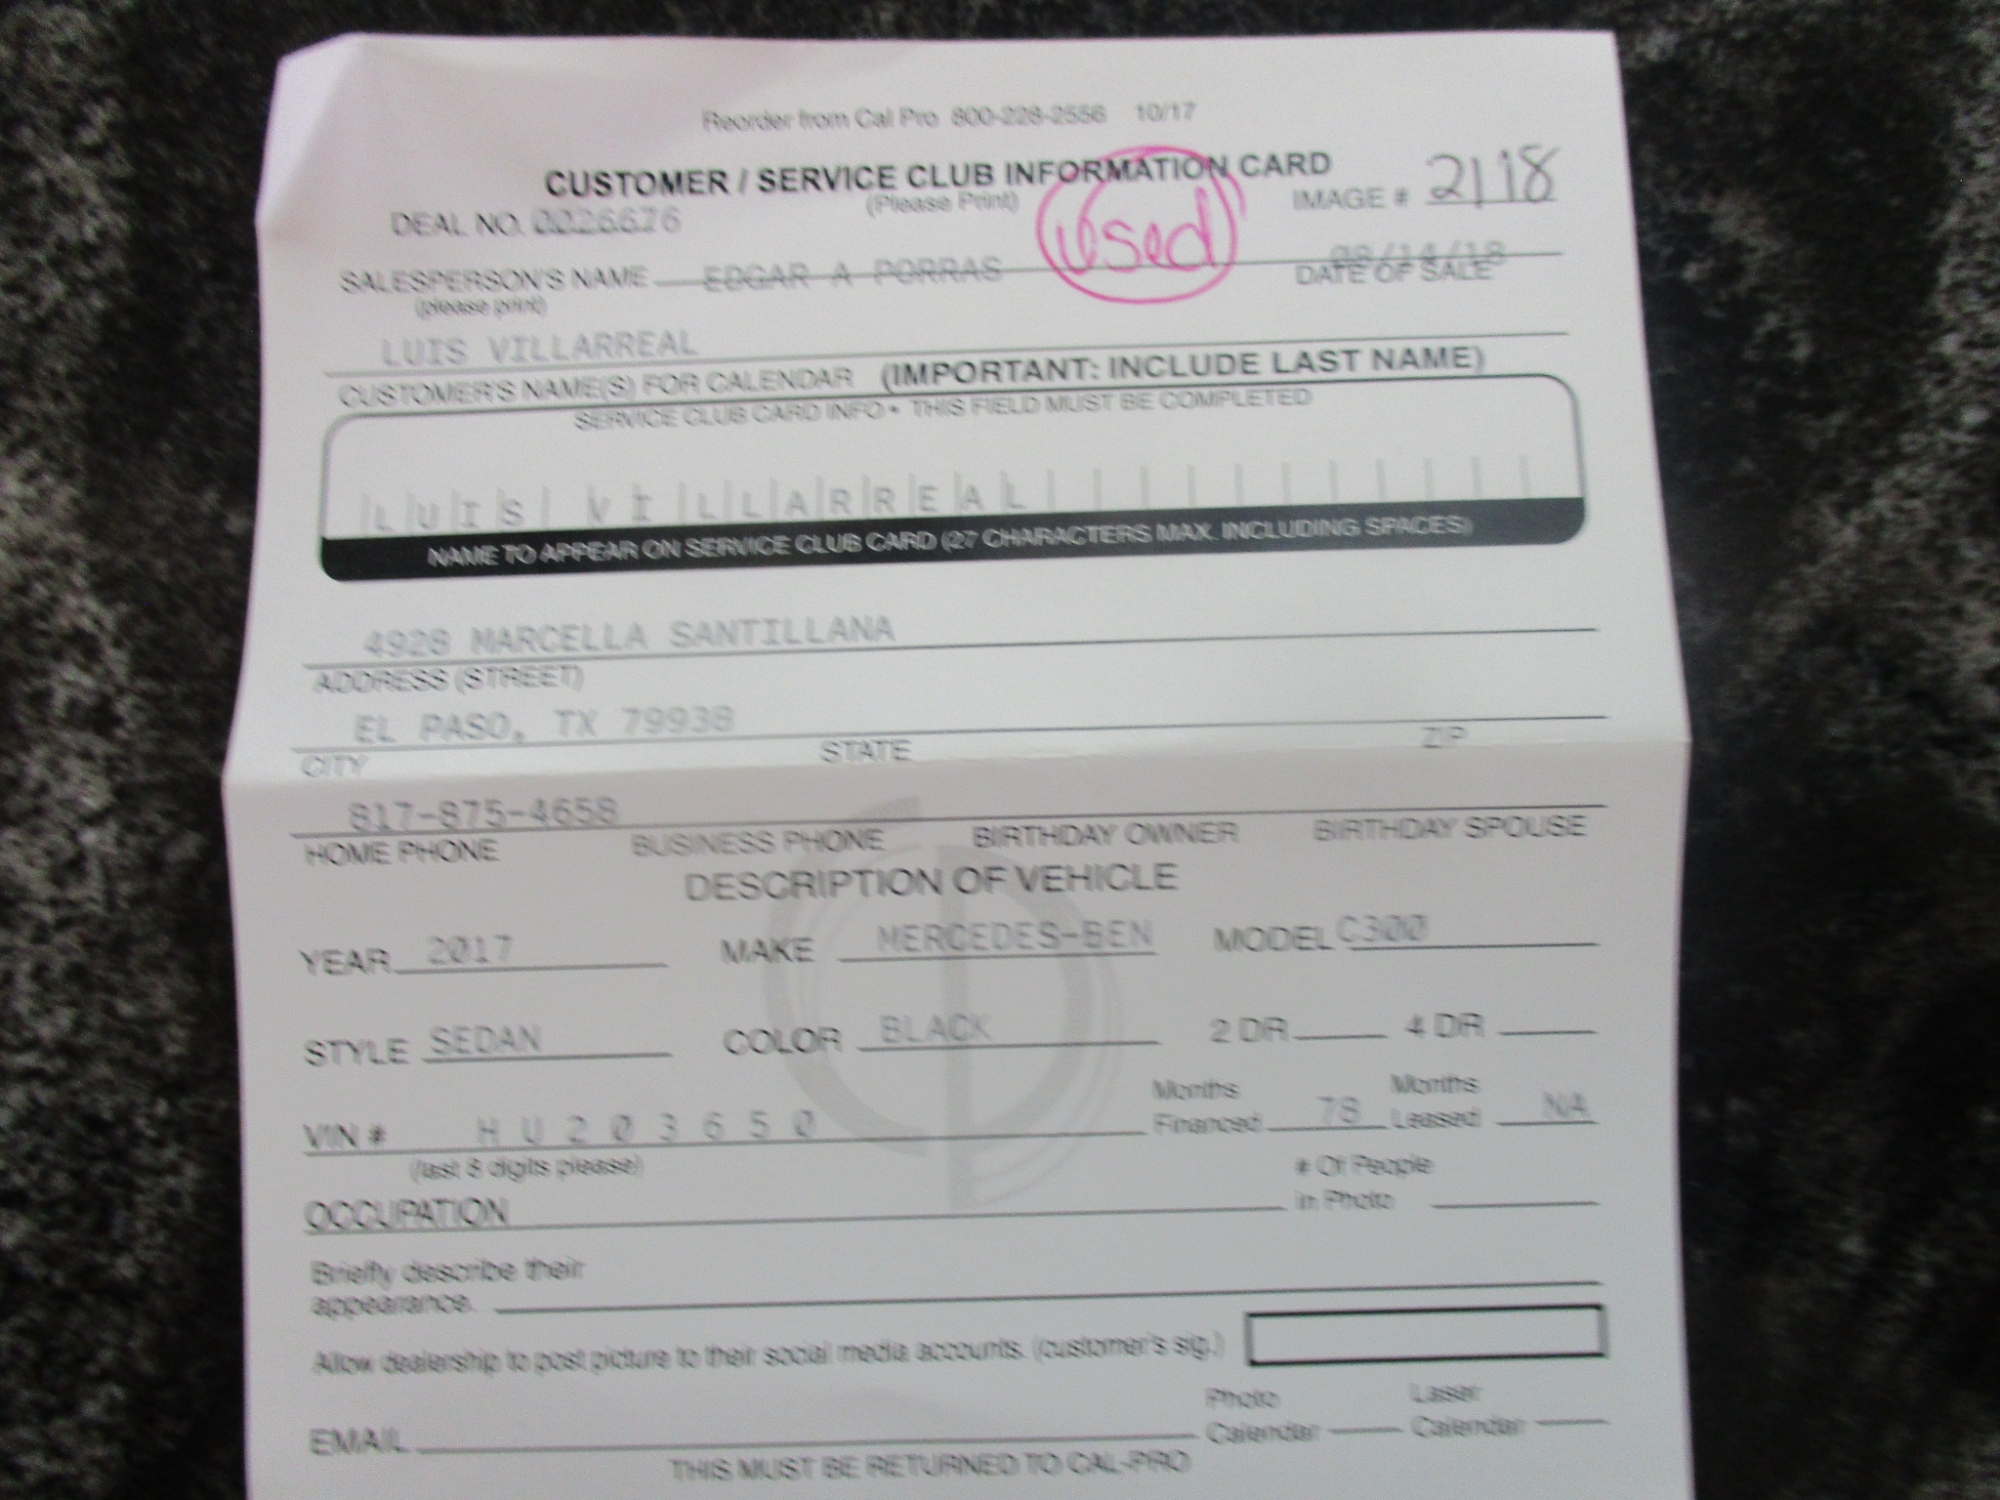 Reorder from Cal Pro 800-228-2556 10/17
CUSTOMER / SERVICE CLUB INFORMATION CARD
(Please Print)
DEAL NO. 0026676
Used
IMAGE # 2118
SALESPERSON'S NAME EDGAR A PORRAS
(please print)
DATE OF SALE
LUIS VILLARREAL
CUSTOMER'S NAME(S) FOR CALENDAR (IMPORTANT: INCLUDE LAST NAME)
SERVICE CLUB CARD INFO • THIS FIELD MUST BE COMPLETED
LUIS VILLARREAL
NAME TO APPEAR ON SERVICE CLUB CARD (27 CHARACTERS MAX. INCLUDING SPACES)
4928 MARCELLA SANTILLANA
ADDRESS (STREET)
EL PASO, TX 79938
CITY STATE ZIP
817-875-4658
HOME PHONE BUSINESS PHONE BIRTHDAY OWNER BIRTHDAY SPOUSE
DESCRIPTION OF VEHICLE
YEAR 2017 MAKE MERCEDES-BEN MODEL C300
STYLE SEDAN COLOR BLACK 2 DR 4 DR
VIN # H U 2 0 3 6 5 0 Months Financed 78 Months Leased NA
(last 8 digits please)
OCCUPATION # Of People in Photo
Briefly describe their
appearance.
Allow dealership to post picture to their social media accounts. (customer's sig.)
EMAIL Photo Calendar Laser Calendar
THIS MUST BE RETURNED TO CAL-PRO